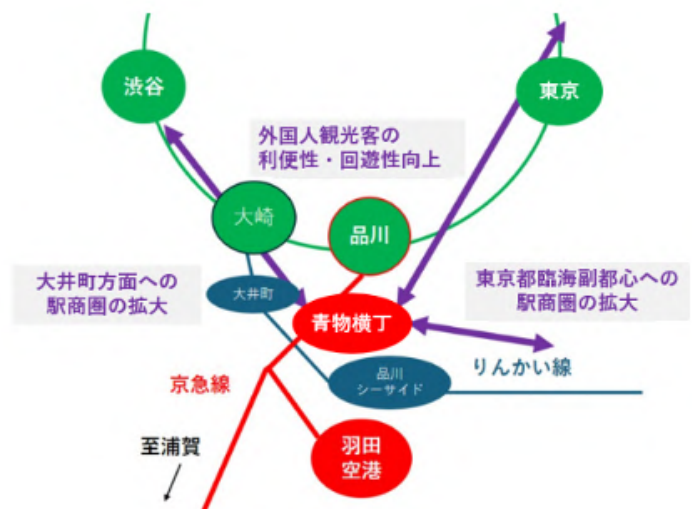 渋谷
東京
外国人観光客の
利便性・回遊性向上
大崎
品川
大井町方面への
駅商圏の拡大
大井町
東京都臨海副都心への
駅商圏の拡大
青物横丁
京急線
品川
シーサイド
りんかい線
至浦賀
羽田
空港